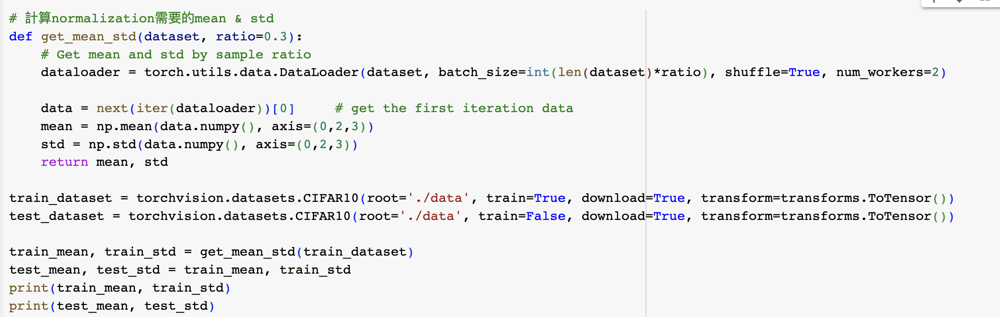 # 計算normalization需要的mean & std
def get_mean_std(dataset, ratio=0.3):
    # Get mean and std by sample ratio
    dataloader = torch.utils.data.DataLoader(dataset, batch_size=int(len(dataset)*ratio), shuffle=True, num_workers=2)

    data = next(iter(dataloader))[0]     # get the first iteration data
    mean = np.mean(data.numpy(), axis=(0,2,3))
    std = np.std(data.numpy(), axis=(0,2,3))
    return mean, std

train_dataset = torchvision.datasets.CIFAR10(root='./data', train=True, download=True, transform=transforms.ToTensor())
test_dataset = torchvision.datasets.CIFAR10(root='./data', train=False, download=True, transform=transforms.ToTensor())

train_mean, train_std = get_mean_std(train_dataset)
test_mean, test_std = train_mean, train_std
print(train_mean, train_std)
print(test_mean, test_std)